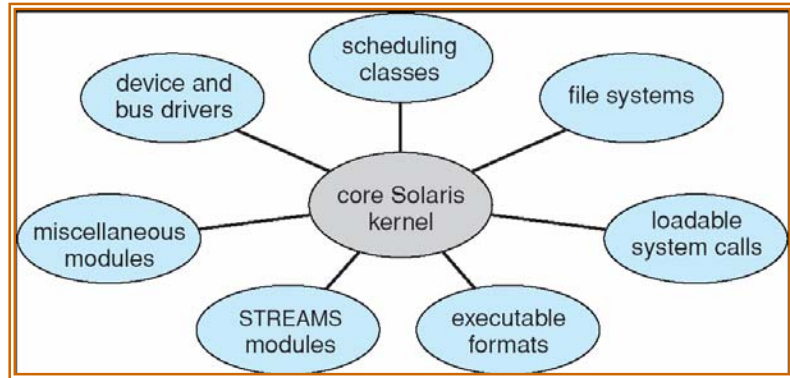 scheduling
classes
device and
bus drivers
file systems
core Solaris
kernel
miscellaneous
modules
loadable
system calls
STREAMS
modules
executable
formats